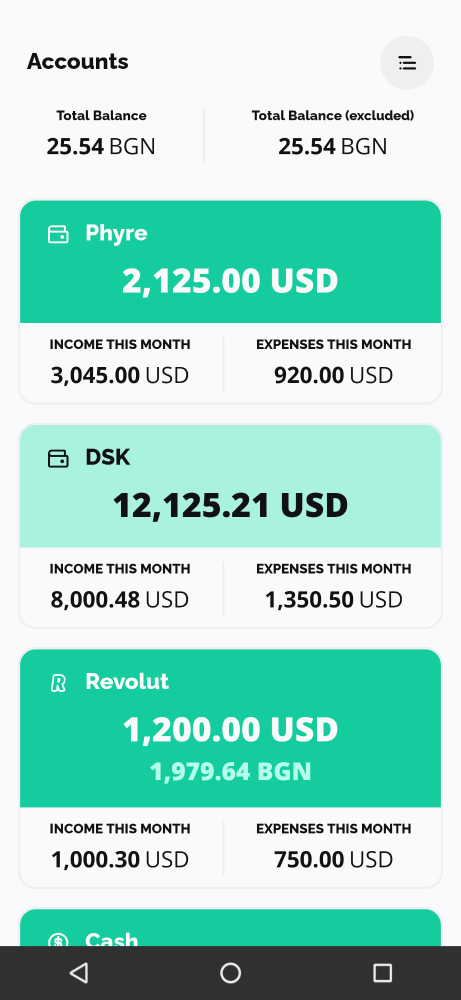 Accounts
Total Balance
25.54 BGN
Total Balance (excluded)
25.54 BGN
Phyre
2,125.00 USD
INCOME THIS MONTH
3,045.00 USD
EXPENSES THIS MONTH
920.00 USD
DSK
12,125.21 USD
INCOME THIS MONTH
8,000.48 USD
EXPENSES THIS MONTH
1,350.50 USD
Revolut
1,200.00 USD
1,979.64 BGN
INCOME THIS MONTH
1,000.30 USD
EXPENSES THIS MONTH
750.00 USD
Cash